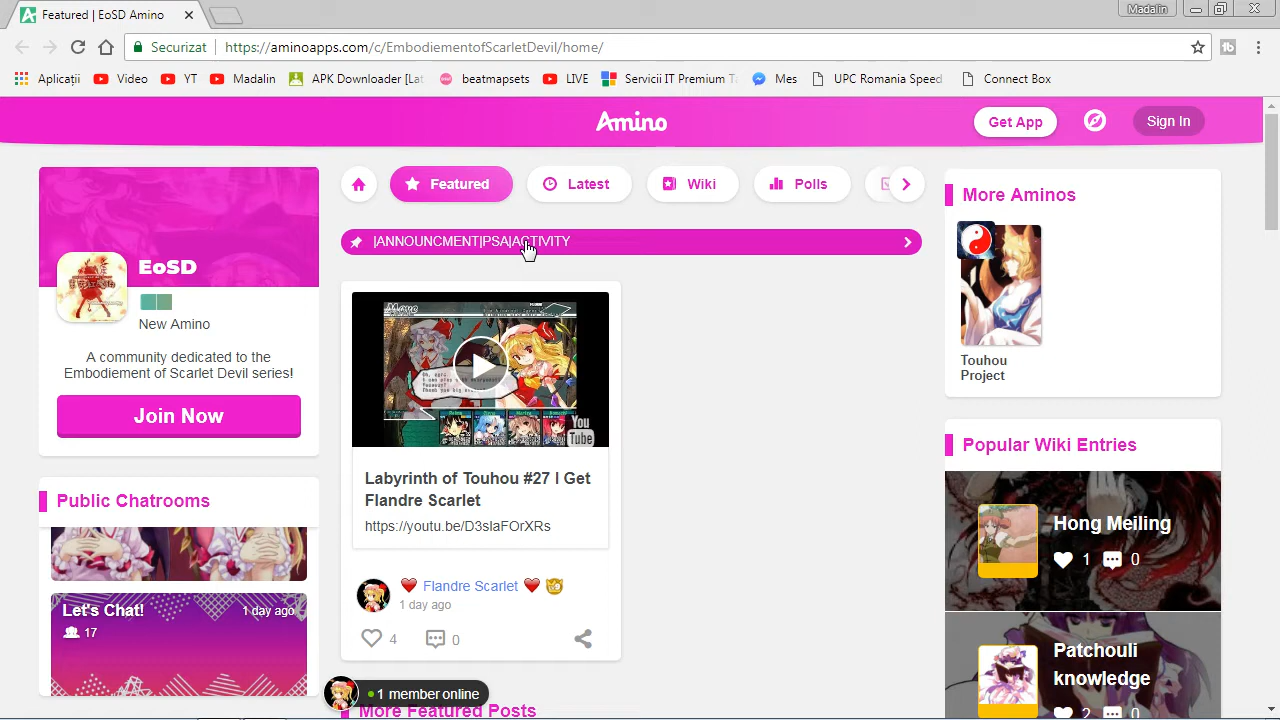 Featured | EoSD Amino
Madalin
Securizat
https://aminoapps.com/c/EmbodiementofScarletDevil/home/
Aplicații
Video
YT
Madalin
APK Downloader [Lat
beatmapsets
LIVE
Servicii IT Premium T
Mes
UPC Romania Speed
Connect Box
Amino
Get App
Sign In
Featured
Latest
Wiki
Polls
|ANNOUNCMENT|PSA|ACTIVITY
EoSD
New Amino
A community dedicated to the
Embodiement of Scarlet Devil series!
Join Now
Public Chatrooms
Let's Chat!
1 day ago
17
You
Tube
Labyrinth of Touhou #27 I Get
Flandre Scarlet
https://youtu.be/D3slaFOrXRs
Flandre Scarlet
1 day ago
4
0
1 member online
More Featured Posts
More Aminos
Touhou
Project
Popular Wiki Entries
Hong Meiling
1
0
Patchouli
knowledge
2
0